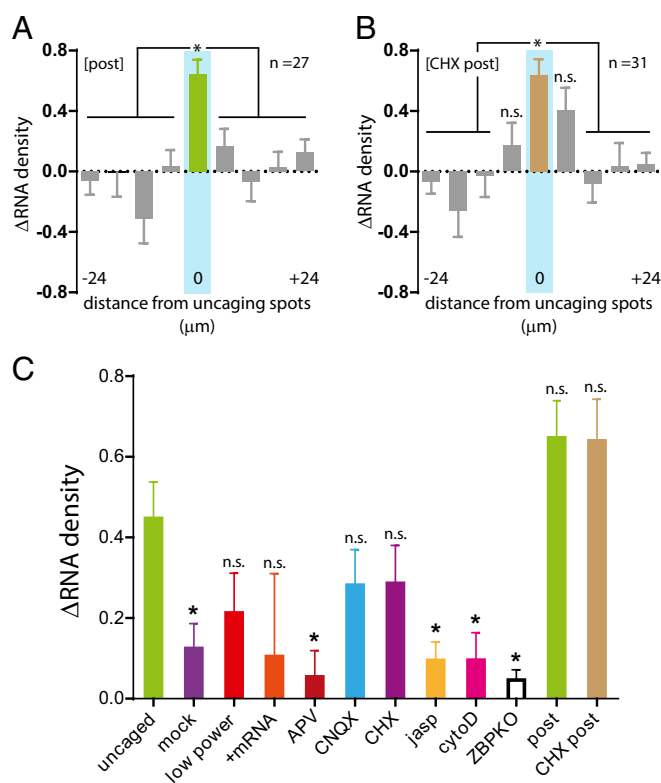 A
0.8
0.4
0.0
-0.4
-0.8
ΔRNA density
[post]
*
n =27
-24
0
+24
distance from uncaging spots
(μm)
B
0.8
0.4
0.0
-0.4
-0.8
ΔRNA density
[CHX post]
*
n =31
n.s.
n.s.
-24
0
+24
distance from uncaging spots
(μm)
C
0.8
0.6
0.4
0.2
0.0
ΔRNA density
*
n.s.
n.s.
*
n.s.
n.s.
*
*
*
n.s.
n.s.
uncaged
mock
low power
+mRNA
APV
CNQX
CHX
jasp
cytoD
ZBPKO
post
CHX post